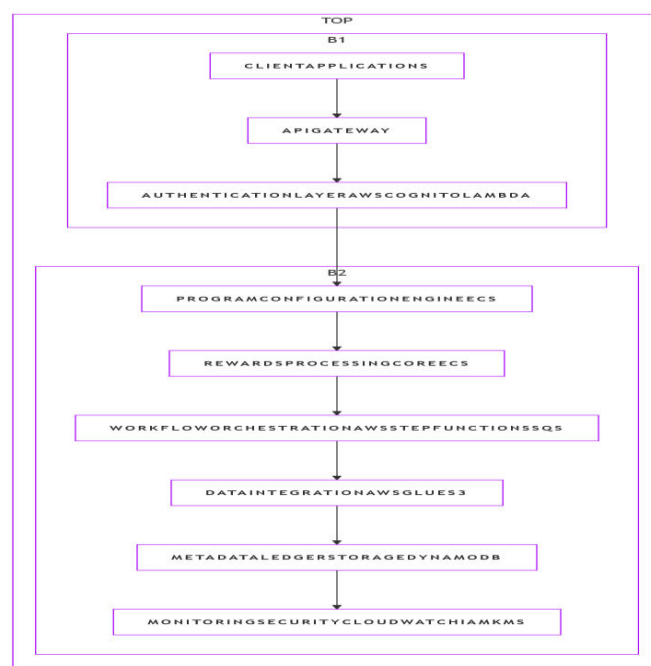 TOP
B1
CLIENTAPPLICATIONS
APIGATEWAY
AUTHENTICATIONLAYERAWSCOGNITOLAMBDA
B2
PROGRAMCONFIGURATIONENGINEECS
REWARDSPROCESSINGCOREECS
WORKFLOWORCHESTRATIONAWSSTEPFUNCTIONSSQS
DATAINTEGRATIONAWSGLUES3
METADATALEDGERSTORAGEDYNAMODB
MONITORINGSECURITYCLOUDWATCHIAMKMS